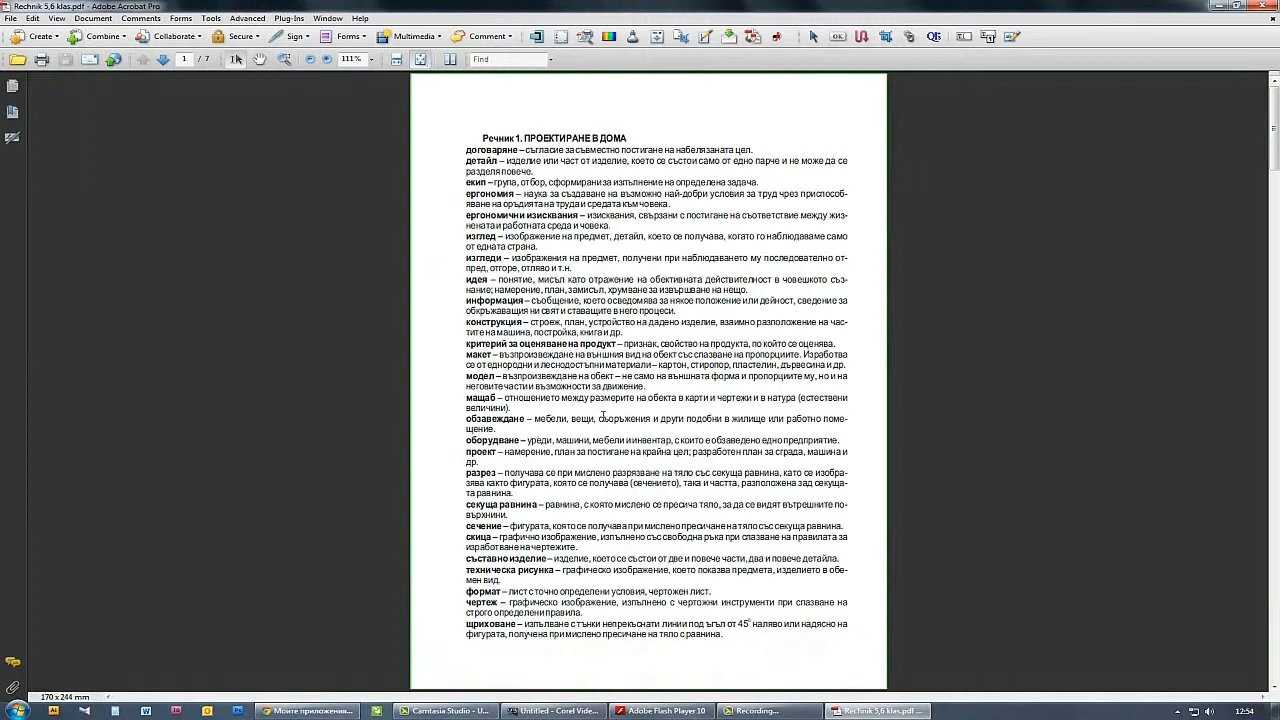 Rechnik 5,6 klas.pdf - Adobe Acrobat Pro
File Edit View Document Comments Forms Tools Advanced Plug-Ins Window Help
Create Combine Collaborate Secure Sign Forms Multimedia Comment
1 / 7 111% Find
Речник 1. ПРОЕКТИРАНЕ В ДОМА
договаряне – съгласие за съвместно постигане на набелязаната цел.
детайл – изделие или част от изделие, което се състои само от едно парче и не може да се
разделя повече.
екип – група, отбор, сформирани за изпълнение на определена задача.
ергономия – наука за създаване на възможно най-добри условия за труд чрез приспособ-
яване на оръдията на труда и средата към човека.
ергономични изисквания – изисквания, свързани с постигане на съответствие между жиз-
нената и работната среда и човека.
изглед – изображение на предмет, детайл, което се получава, когато го наблюдаваме само
от едната страна.
изгледи – изображения на предмет, получени при наблюдаването му последователно от-
пред, отгоре, отляво и т.н.
идея – понятие, мисъл като отражение на обективната действителност в човешкото съз-
нание; намерение, план, замисъл, хрумване за извършване на нещо.
информация – съобщение, което осведомява за някое положение или дейност, сведение за
обкръжаващия ни свят и ставащите в него процеси.
конструкция – строеж, план, устройство на дадено изделие, взаимно разположение на час-
тите на машина, постройка, книга и др.
критерий за оценяване на продукт – признак, свойство на продукта, по който се оценява.
макет – възпроизвеждане на външния вид на обект със спазване на пропорциите. Изработва
се от еднородни и леснодостъпни материали – картон, стиропор, пластелин, дървесина и др.
модел – възпроизвеждане на обект – не само на външната форма и пропорциите му, но и на
неговите части и възможности за движение.
мащаб – отношението между размерите на обекта в карти и чертежи и в натура (естествени
величини).
обзавеждане – мебели, вещи, съоръжения и други подобни в жилище или работно поме-
щение.
оборудване – уреди, машини, мебели и инвентар, с които е обзаведено едно предприятие.
проект – намерение, план за постигане на крайна цел; разработен план за сграда, машина и
др.
разрез – получава се при мислено разрязване на тяло със секуща равнина, като се изобра-
зява както фигурата, която се получава (сечението), така и частта, разположена зад секуща-
та равнина.
секуща равнина – равнина, с която мислено се пресича тяло, за да се видят вътрешните по-
върхнини.
сечение – фигурата, която се получава при мислено пресичане на тяло със секуща равнина.
скица – графично изображение, изпълнено със свободна ръка при спазване на правилата за
изработване на чертежите.
съставно изделие – изделие, което се състои от две и повече части, два и повече детайла.
техническа рисунка – графическо изображение, което показва предмета, изделието в обе-
мен вид.
формат – лист с точно определени условия, чертожен лист.
чертеж – графическо изображение, изпълнено с чертожни инструменти при спазване на
строго определени правила.
щриховане – изпълване с тънки непрекъснати линии под ъгъл от 45° наляво или надясно на
фигурата, получена при мислено пресичане на тяло с равнина.
170 x 244 mm
Моите приложения... Camtasia Studio - U... Untitled - Corel Vide... Adobe Flash Player 10 Recording... Rechnik 5,6 klas.pdf ... 12:54